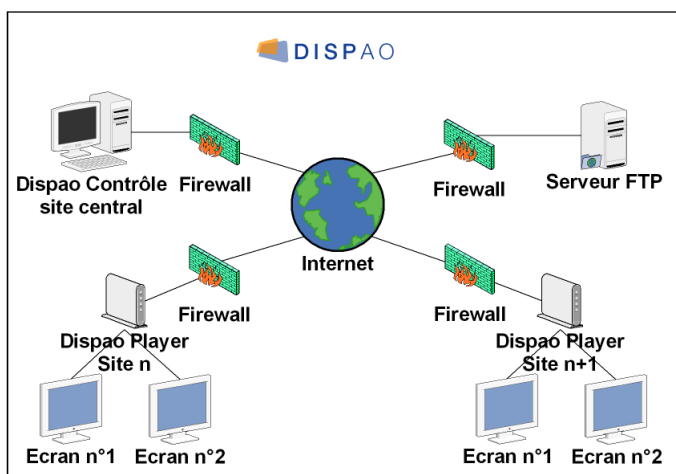 DISPAO
Dispao Contrôle
site central
Firewall
Firewall
Serveur FTP
Internet
Dispao Player
Site n
Firewall
Firewall
Dispao Player
Site n+1
Ecran n°1
Ecran n°2
Ecran n°1
Ecran n°2